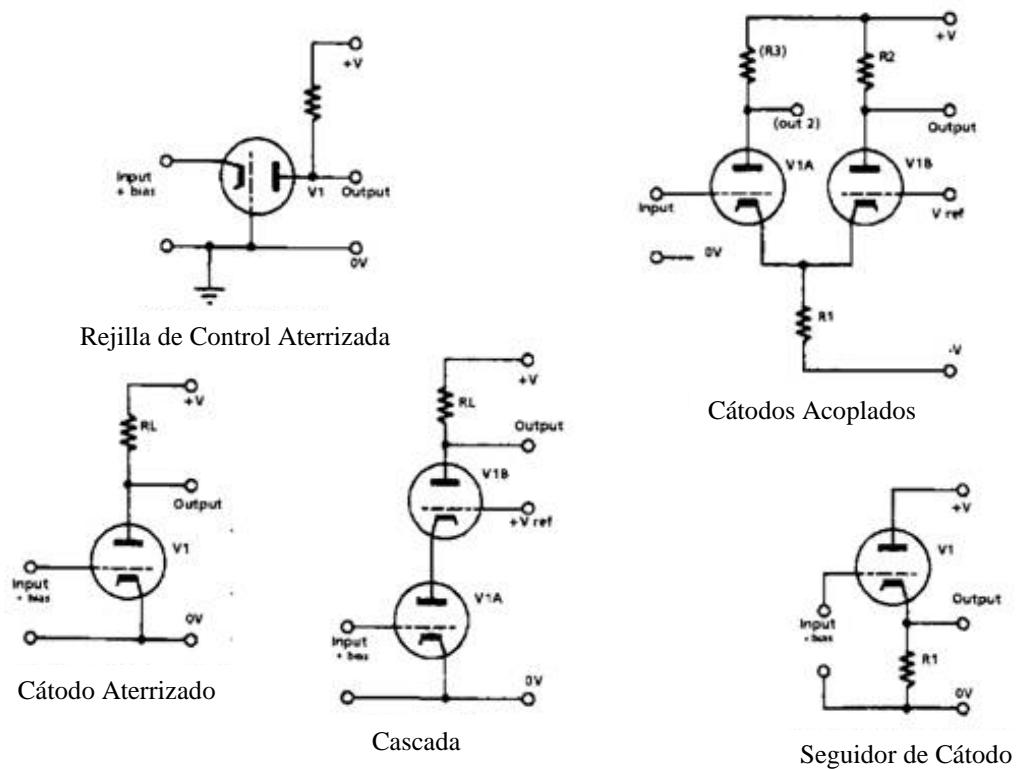 +V
Input
+ bias
V1
Output
0V
Rejilla de Control Aterrizada
+V
(R3)
R2
(out 2)
Output
V1A
V1B
Input
V ref
0V
R1
-V
Cátodos Acoplados
+V
RL
Output
V1
Input
+ bias
0V
Cátodo Aterrizado
+V
RL
Output
V1B
+V ref
V1A
Input
+ bias
0V
Cascada
+V
V1
Output
Input
R1
0V
Seguidor de Cátodo